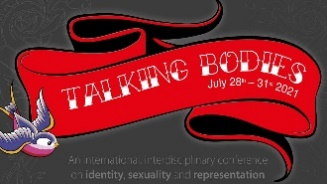 TALKING BODIES
July 28th – 31st 2021
An international, interdisciplinary conference
on identity, sexuality and representation